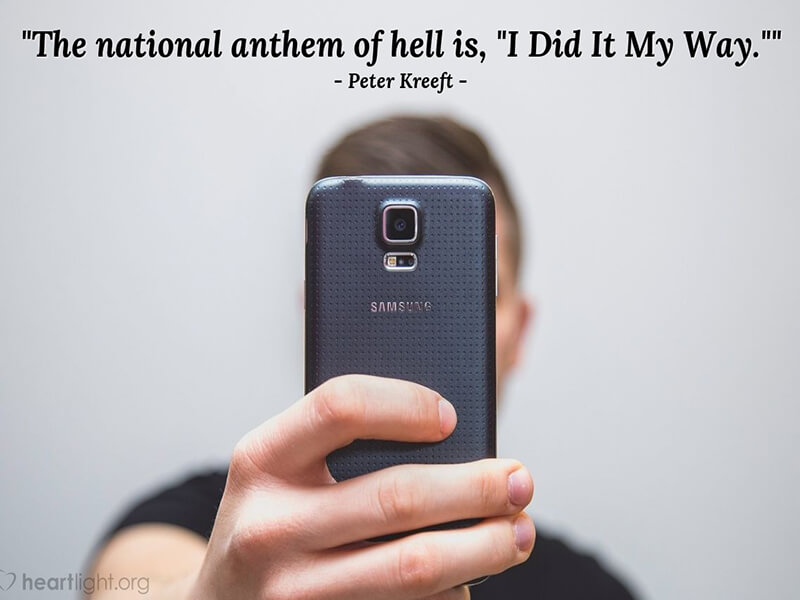 "The national anthem of hell is, "I Did It My Way.""
- Peter Kreeft -
SAMSUNG
heartlight.org